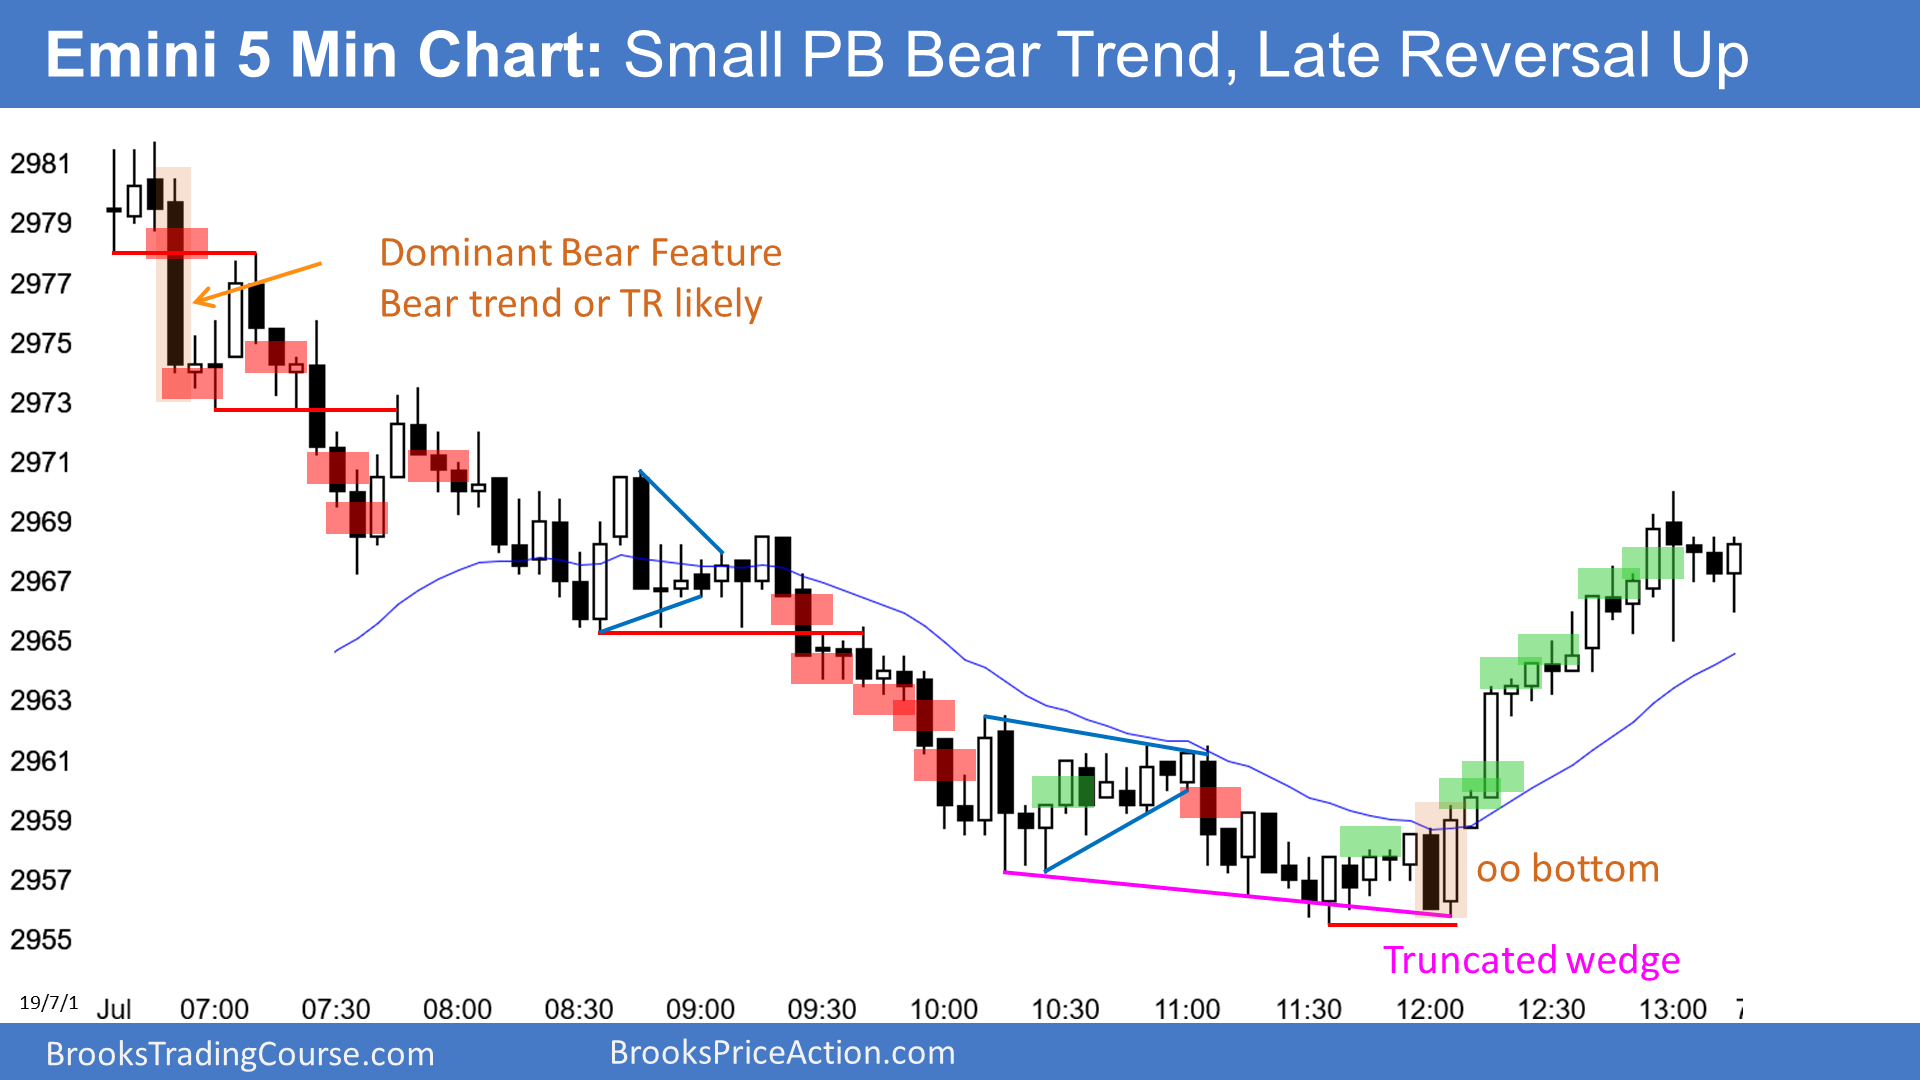 Emini 5 Min Chart: Small PB Bear Trend, Late Reversal Up
2981
2979
2977
2975
2973
2971
2969
2967
2965
2963
2961
2959
2957
2955
Dominant Bear Feature
Bear trend or TR likely
oo bottom
Truncated wedge
19/7/1 Jul 07:00 07:30 08:00 08:30 09:00 09:30 10:00 10:30 11:00 11:30 12:00 12:30 13:00
BrooksTradingCourse.com BrooksPriceAction.com